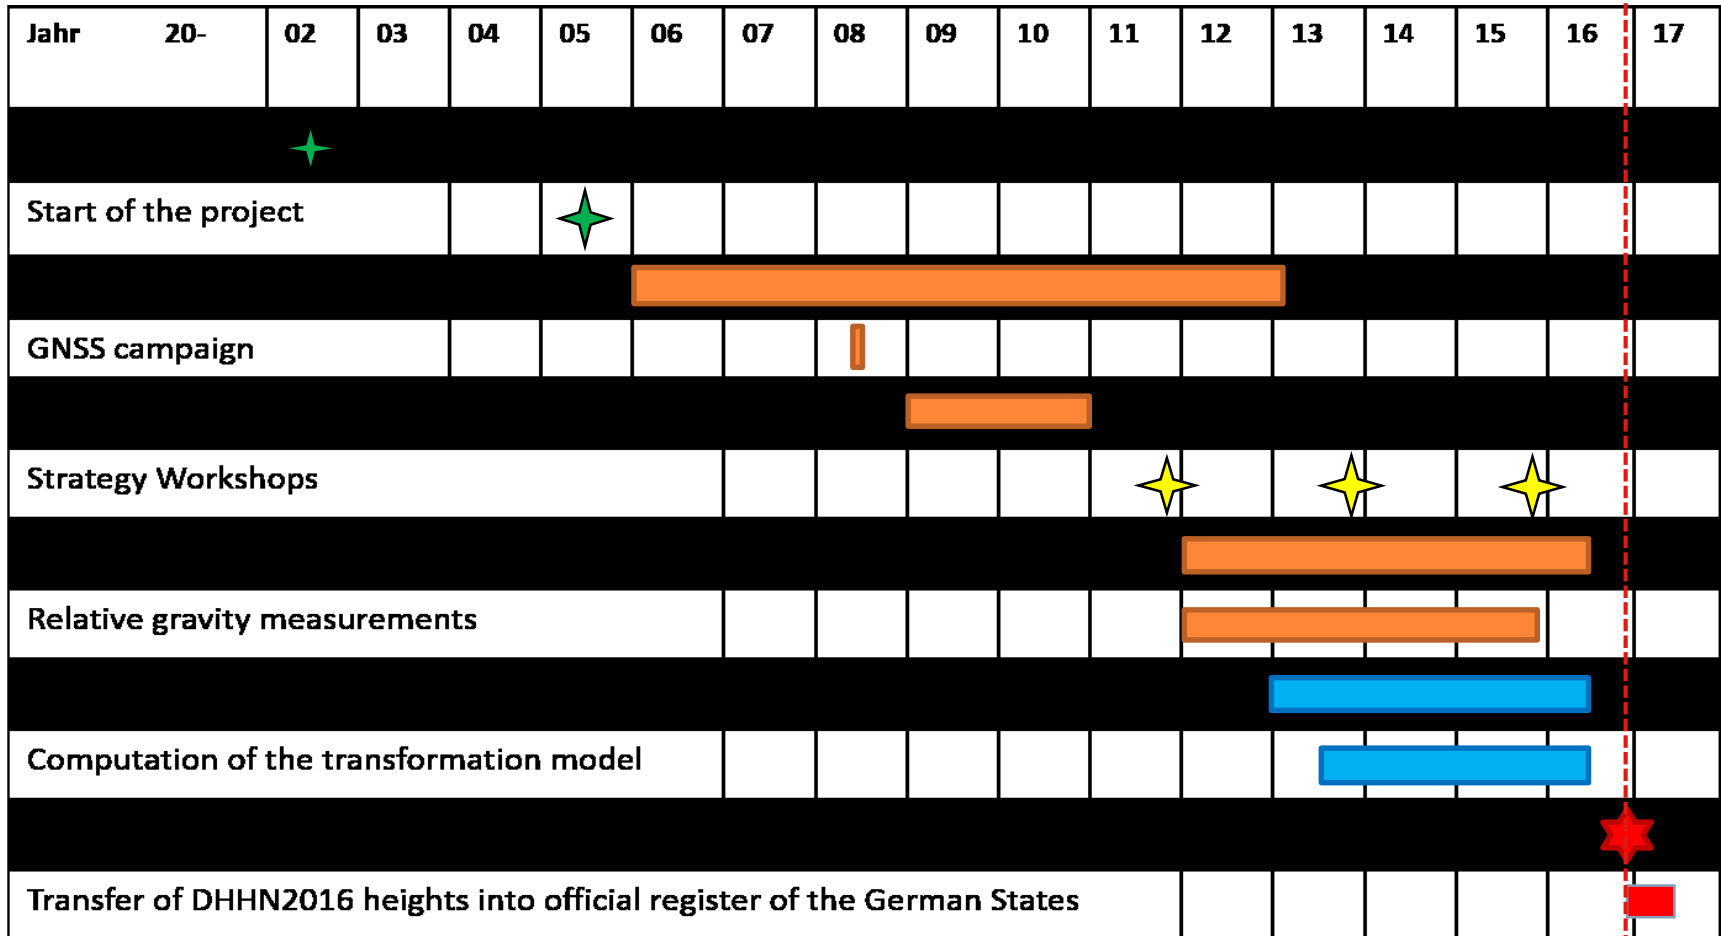 Jahr 20- 02 03 04 05 06 07 08 09 10 11 12 13 14 15 16 17
Start of the project
GNSS campaign
Strategy Workshops
Relative gravity measurements
Computation of the transformation model
Transfer of DHHN2016 heights into official register of the German States